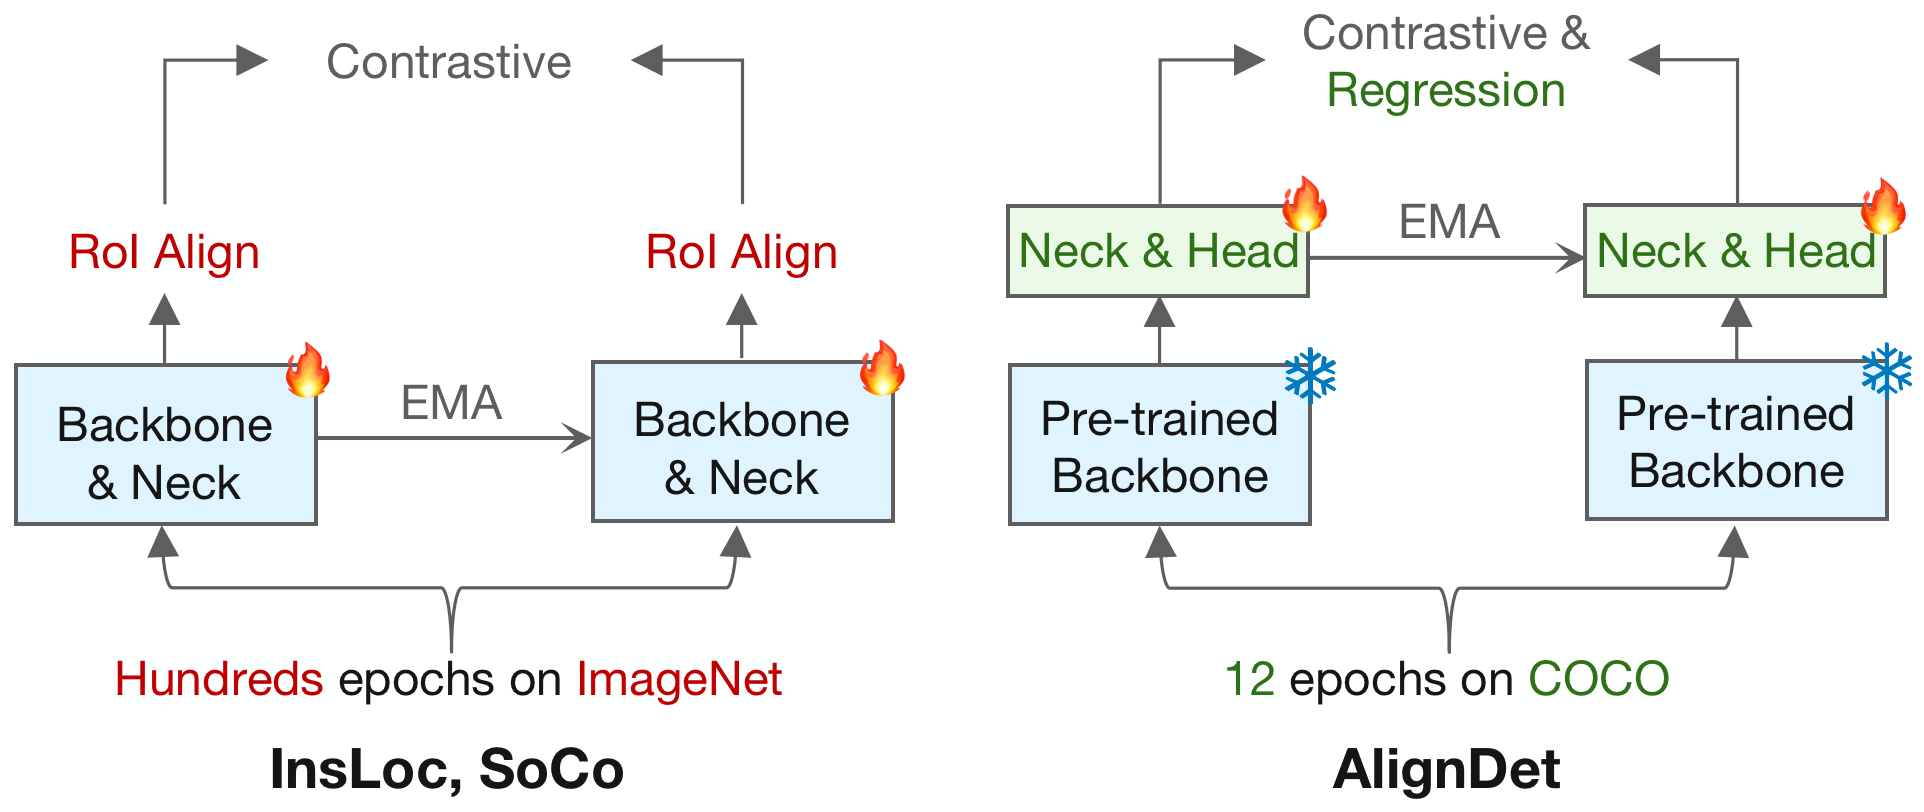 Contrastive
RoI Align
RoI Align
Backbone
& Neck
EMA
Backbone
& Neck
Hundreds epochs on ImageNet
InsLoc, SoCo
Contrastive &
Regression
Neck & Head
EMA
Neck & Head
Pre-trained
Backbone
Pre-trained
Backbone
12 epochs on COCO
AlignDet